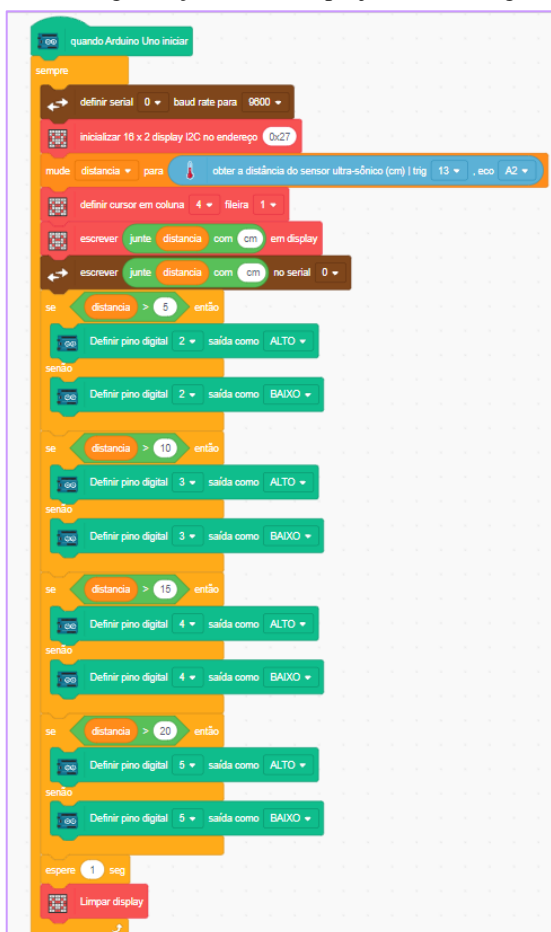 quando Arduino Uno iniciar
sempre
definir serial 0 baud rate para 9600
inicializar 16 x 2 display I2C no endereço 0x27
mude distancia para obter a distância do sensor ultra-sônico (cm) | trig 13 , eco A2
definir cursor em coluna 4 fileira 1
escrever junte distancia com cm em display
escrever junte distancia com cm no serial 0
se distancia > 5 então
Definir pino digital 2 saída como ALTO
senão
Definir pino digital 2 saída como BAIXO
se distancia > 10 então
Definir pino digital 3 saída como ALTO
senão
Definir pino digital 3 saída como BAIXO
se distancia > 15 então
Definir pino digital 4 saída como ALTO
senão
Definir pino digital 4 saída como BAIXO
se distancia > 20 então
Definir pino digital 5 saída como ALTO
senão
Definir pino digital 5 saída como BAIXO
espere 1 seg
Limpar display